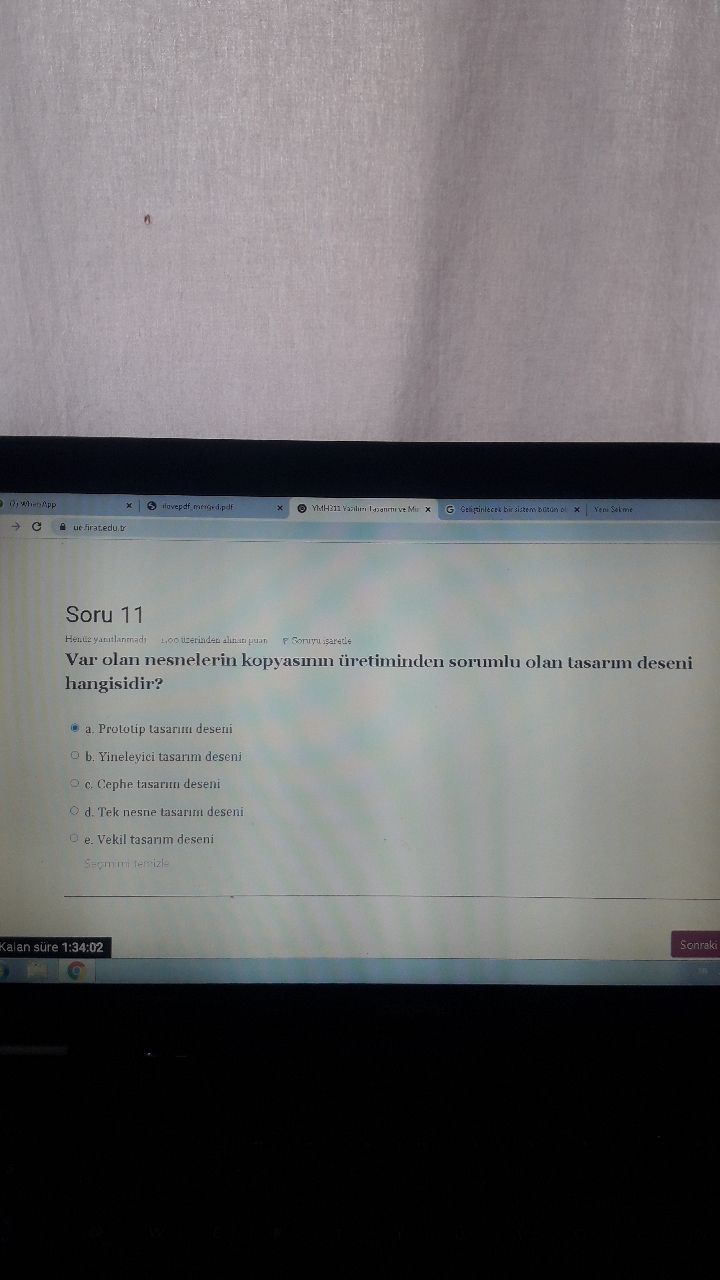 (7) WhatsApp
ilovepdf_merged.pdf
YMH311 Yazılım Tasarımı ve Mim
Geliştirilecek bir sistem bütün ol
Yeni Sekme
ue.firat.edu.tr
Soru 11
Henüz yanıtlanmadı 1,00 üzerinden alınan puan Soruyu işaretle
Var olan nesnelerin kopyasının üretiminden sorumlu olan tasarım deseni
hangisidir?
a. Prototip tasarım deseni
b. Yineleyici tasarım deseni
c. Cephe tasarım deseni
d. Tek nesne tasarım deseni
e. Vekil tasarım deseni
Seçimimi temizle
Kalan süre 1:34:02
Sonraki